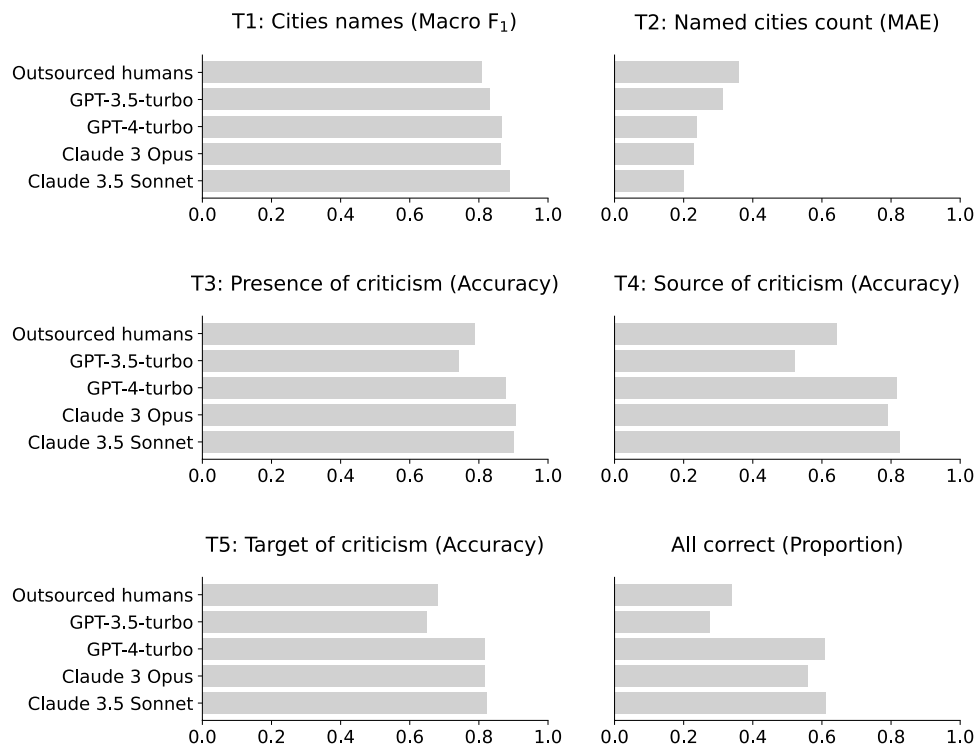 T1: Cities names (Macro F₁)
Outsourced humans
GPT-3.5-turbo
GPT-4-turbo
Claude 3 Opus
Claude 3.5 Sonnet
0.0 0.2 0.4 0.6 0.8 1.0
T2: Named cities count (MAE)
0.0 0.2 0.4 0.6 0.8 1.0
T3: Presence of criticism (Accuracy)
Outsourced humans
GPT-3.5-turbo
GPT-4-turbo
Claude 3 Opus
Claude 3.5 Sonnet
0.0 0.2 0.4 0.6 0.8 1.0
T4: Source of criticism (Accuracy)
0.0 0.2 0.4 0.6 0.8 1.0
T5: Target of criticism (Accuracy)
Outsourced humans
GPT-3.5-turbo
GPT-4-turbo
Claude 3 Opus
Claude 3.5 Sonnet
0.0 0.2 0.4 0.6 0.8 1.0
All correct (Proportion)
0.0 0.2 0.4 0.6 0.8 1.0